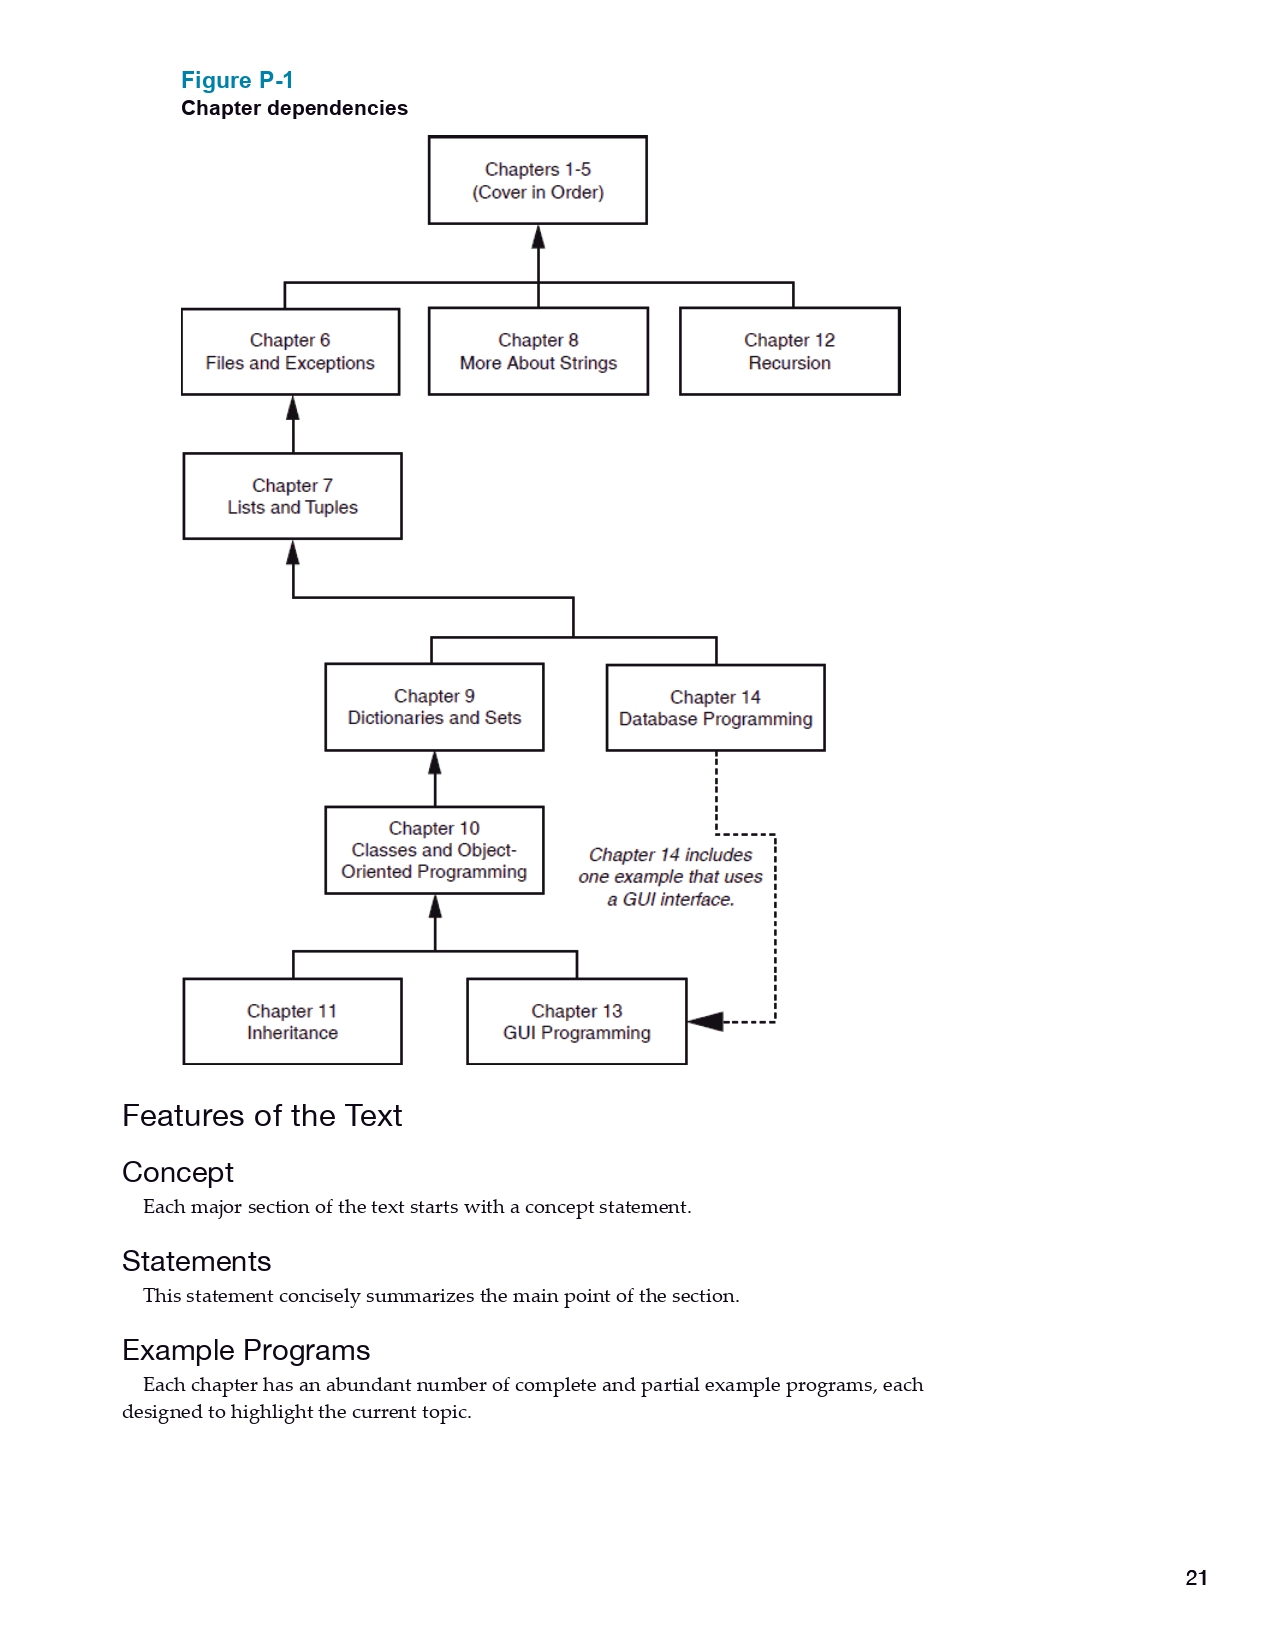 Figure P-1
Chapter dependencies
Chapters 1-5
(Cover in Order)
Chapter 6
Files and Exceptions
Chapter 8
More About Strings
Chapter 12
Recursion
Chapter 7
Lists and Tuples
Chapter 9
Dictionaries and Sets
Chapter 14
Database Programming
Chapter 10
Classes and Object-
Oriented Programming
Chapter 14 includes
one example that uses
a GUI interface.
Chapter 11
Inheritance
Chapter 13
GUI Programming
Features of the Text
Concept
Each major section of the text starts with a concept statement.
Statements
This statement concisely summarizes the main point of the section.
Example Programs
Each chapter has an abundant number of complete and partial example programs, each
designed to highlight the current topic.
21